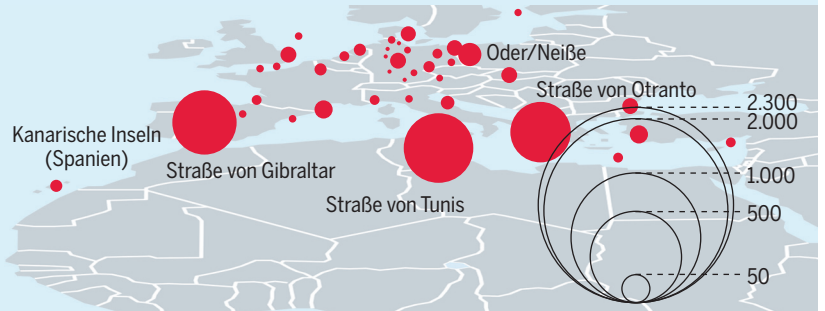 Oder/Neiße
Straße von Otranto
2.300
2.000
Kanarische Inseln
(Spanien)
Straße von Gibraltar
1.000
Straße von Tunis
500
50